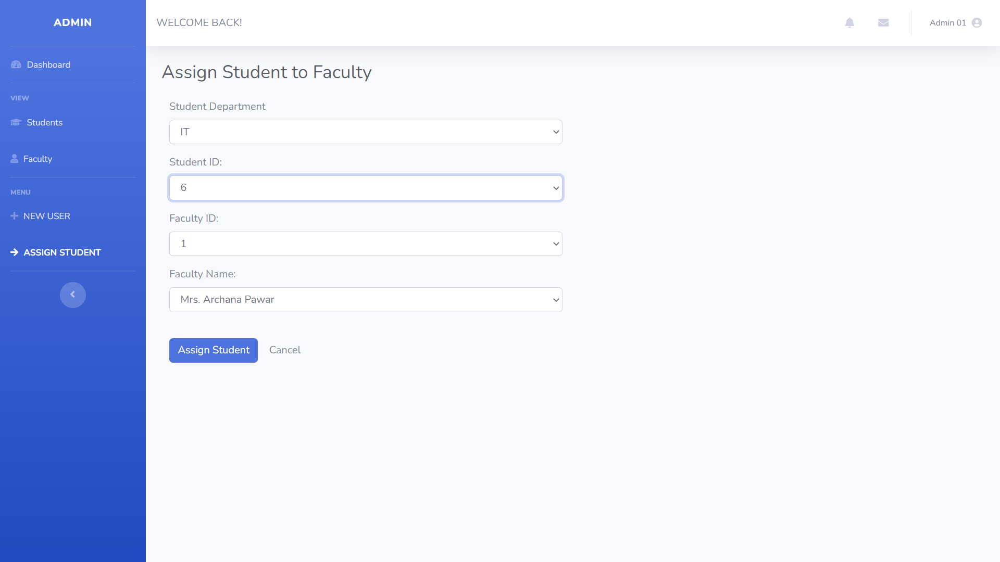 ADMIN
WELCOME BACK!
Admin 01
Dashboard
VIEW
Students
Faculty
MENU
NEW USER
ASSIGN STUDENT
Assign Student to Faculty
Student Department
IT
Student ID:
6
Faculty ID:
1
Faculty Name:
Mrs. Archana Pawar
Assign Student
Cancel